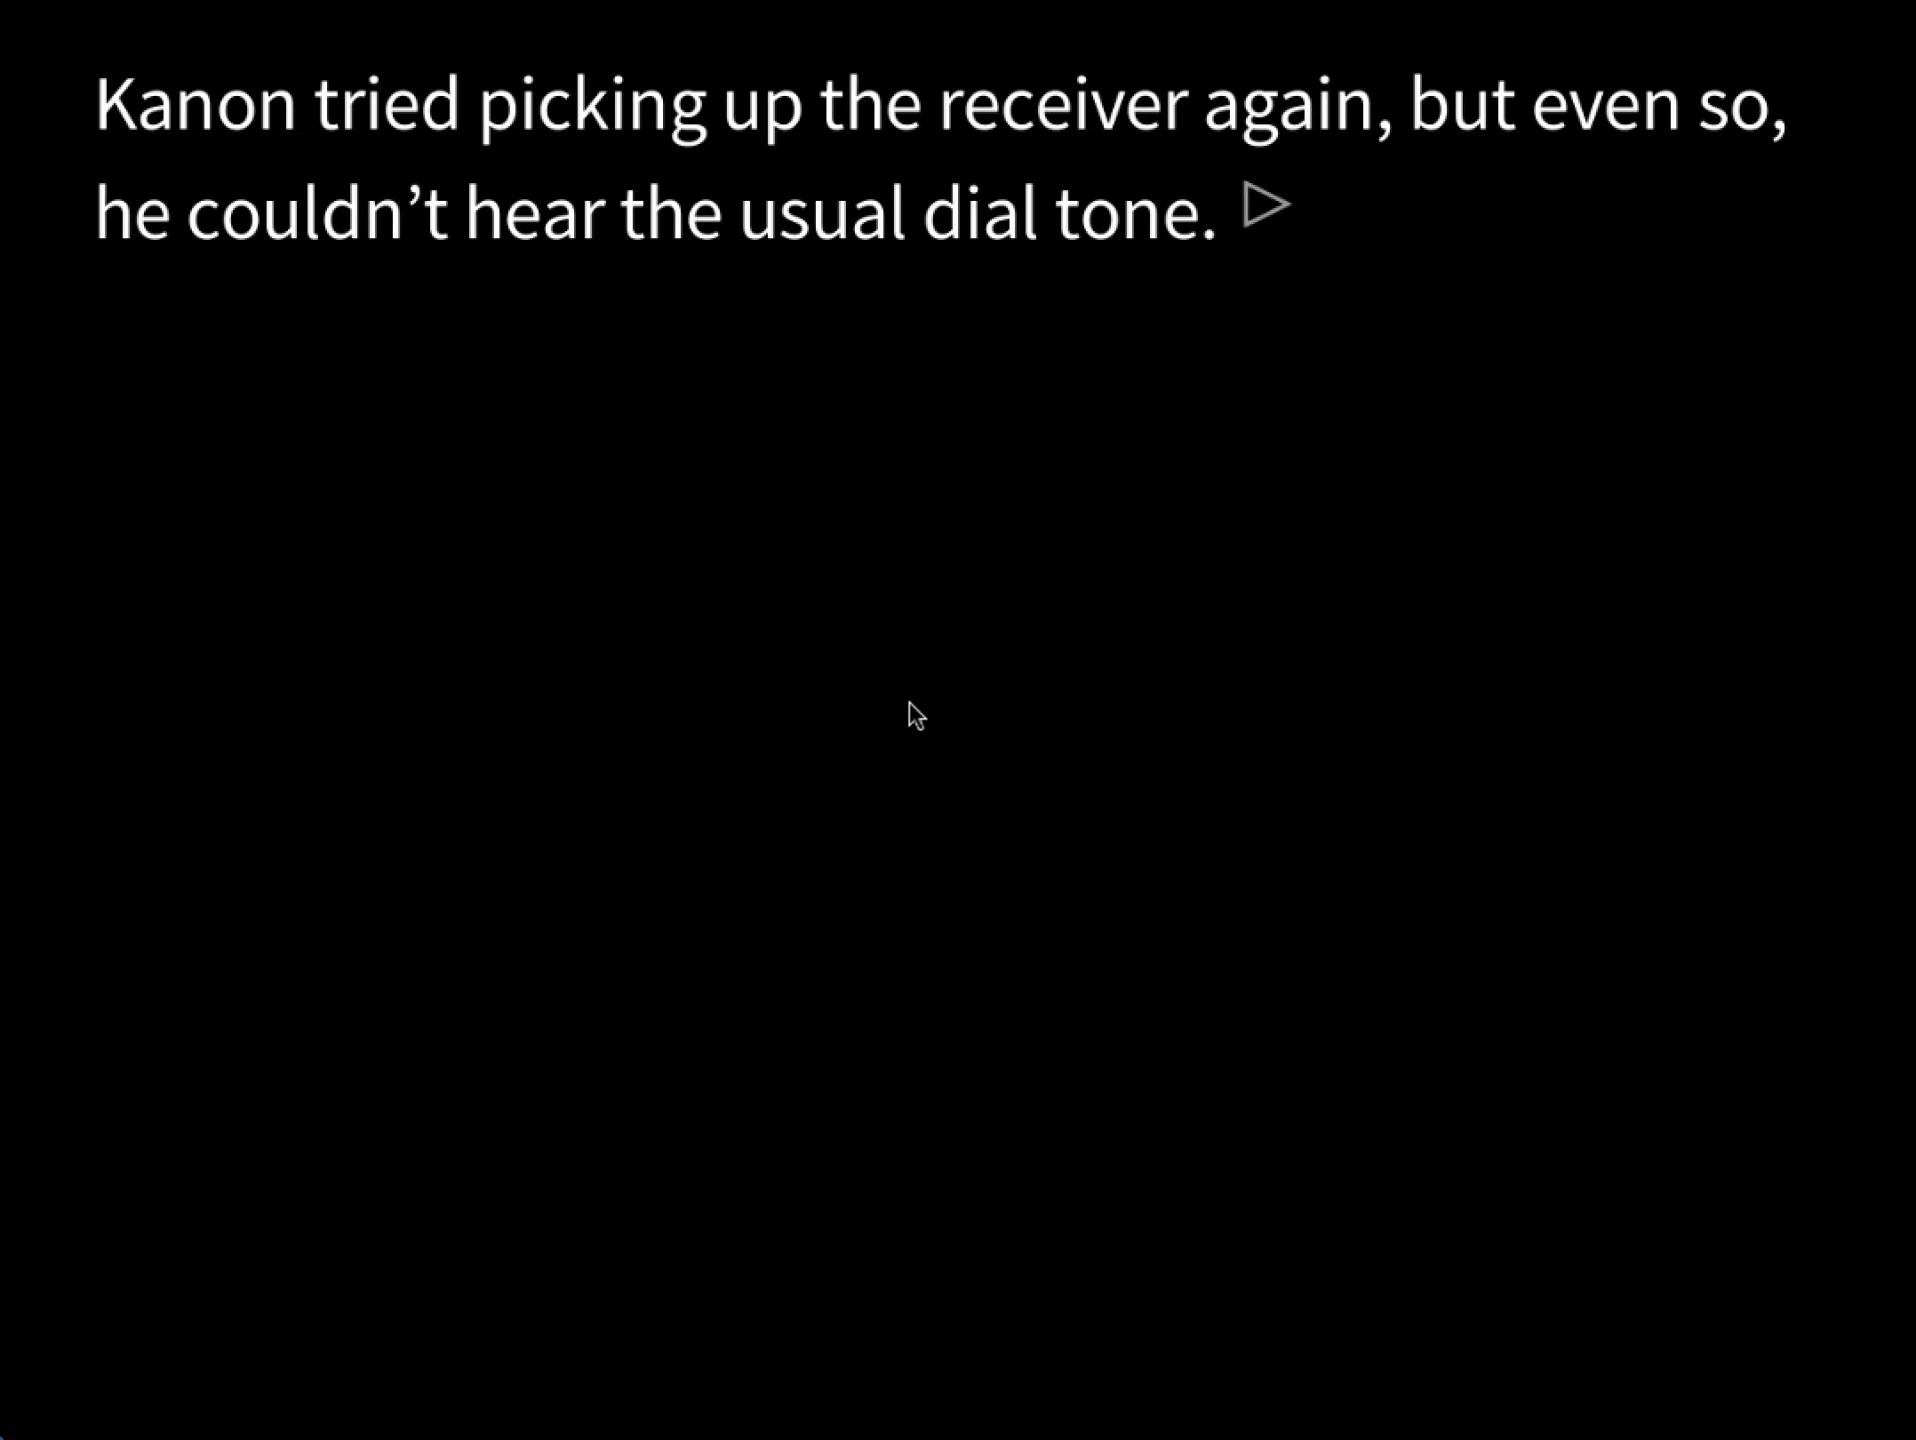 Kanon tried picking up the receiver again, but even so,
he couldn’t hear the usual dial tone.